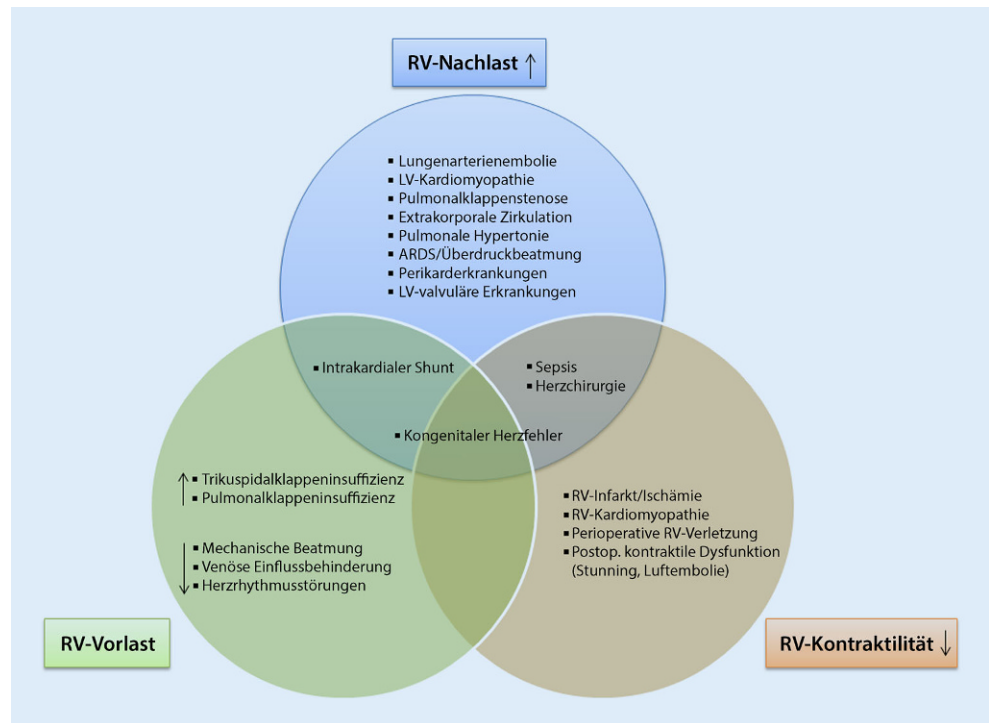 RV-Nachlast ↑
▪ Lungenarterienembolie
▪ LV-Kardiomyopathie
▪ Pulmonalklappenstenose
▪ Extrakorporale Zirkulation
▪ Pulmonale Hypertonie
▪ ARDS/Überdruckbeatmung
▪ Perikarderkrankungen
▪ LV-valvuläre Erkrankungen
▪ Intrakardialer Shunt
▪ Sepsis
▪ Herzchirurgie
▪ Kongenitaler Herzfehler
↑ ▪ Trikuspidalklappeninsuffizienz
▪ Pulmonalklappeninsuffizienz
↓ ▪ Mechanische Beatmung
▪ Venöse Einflussbehinderung
▪ Herzrhythmusstörungen
▪ RV-Infarkt/Ischämie
▪ RV-Kardiomyopathie
▪ Perioperative RV-Verletzung
▪ Postop. kontraktile Dysfunktion
(Stunning, Luftembolie)
RV-Vorlast
RV-Kontraktilität ↓